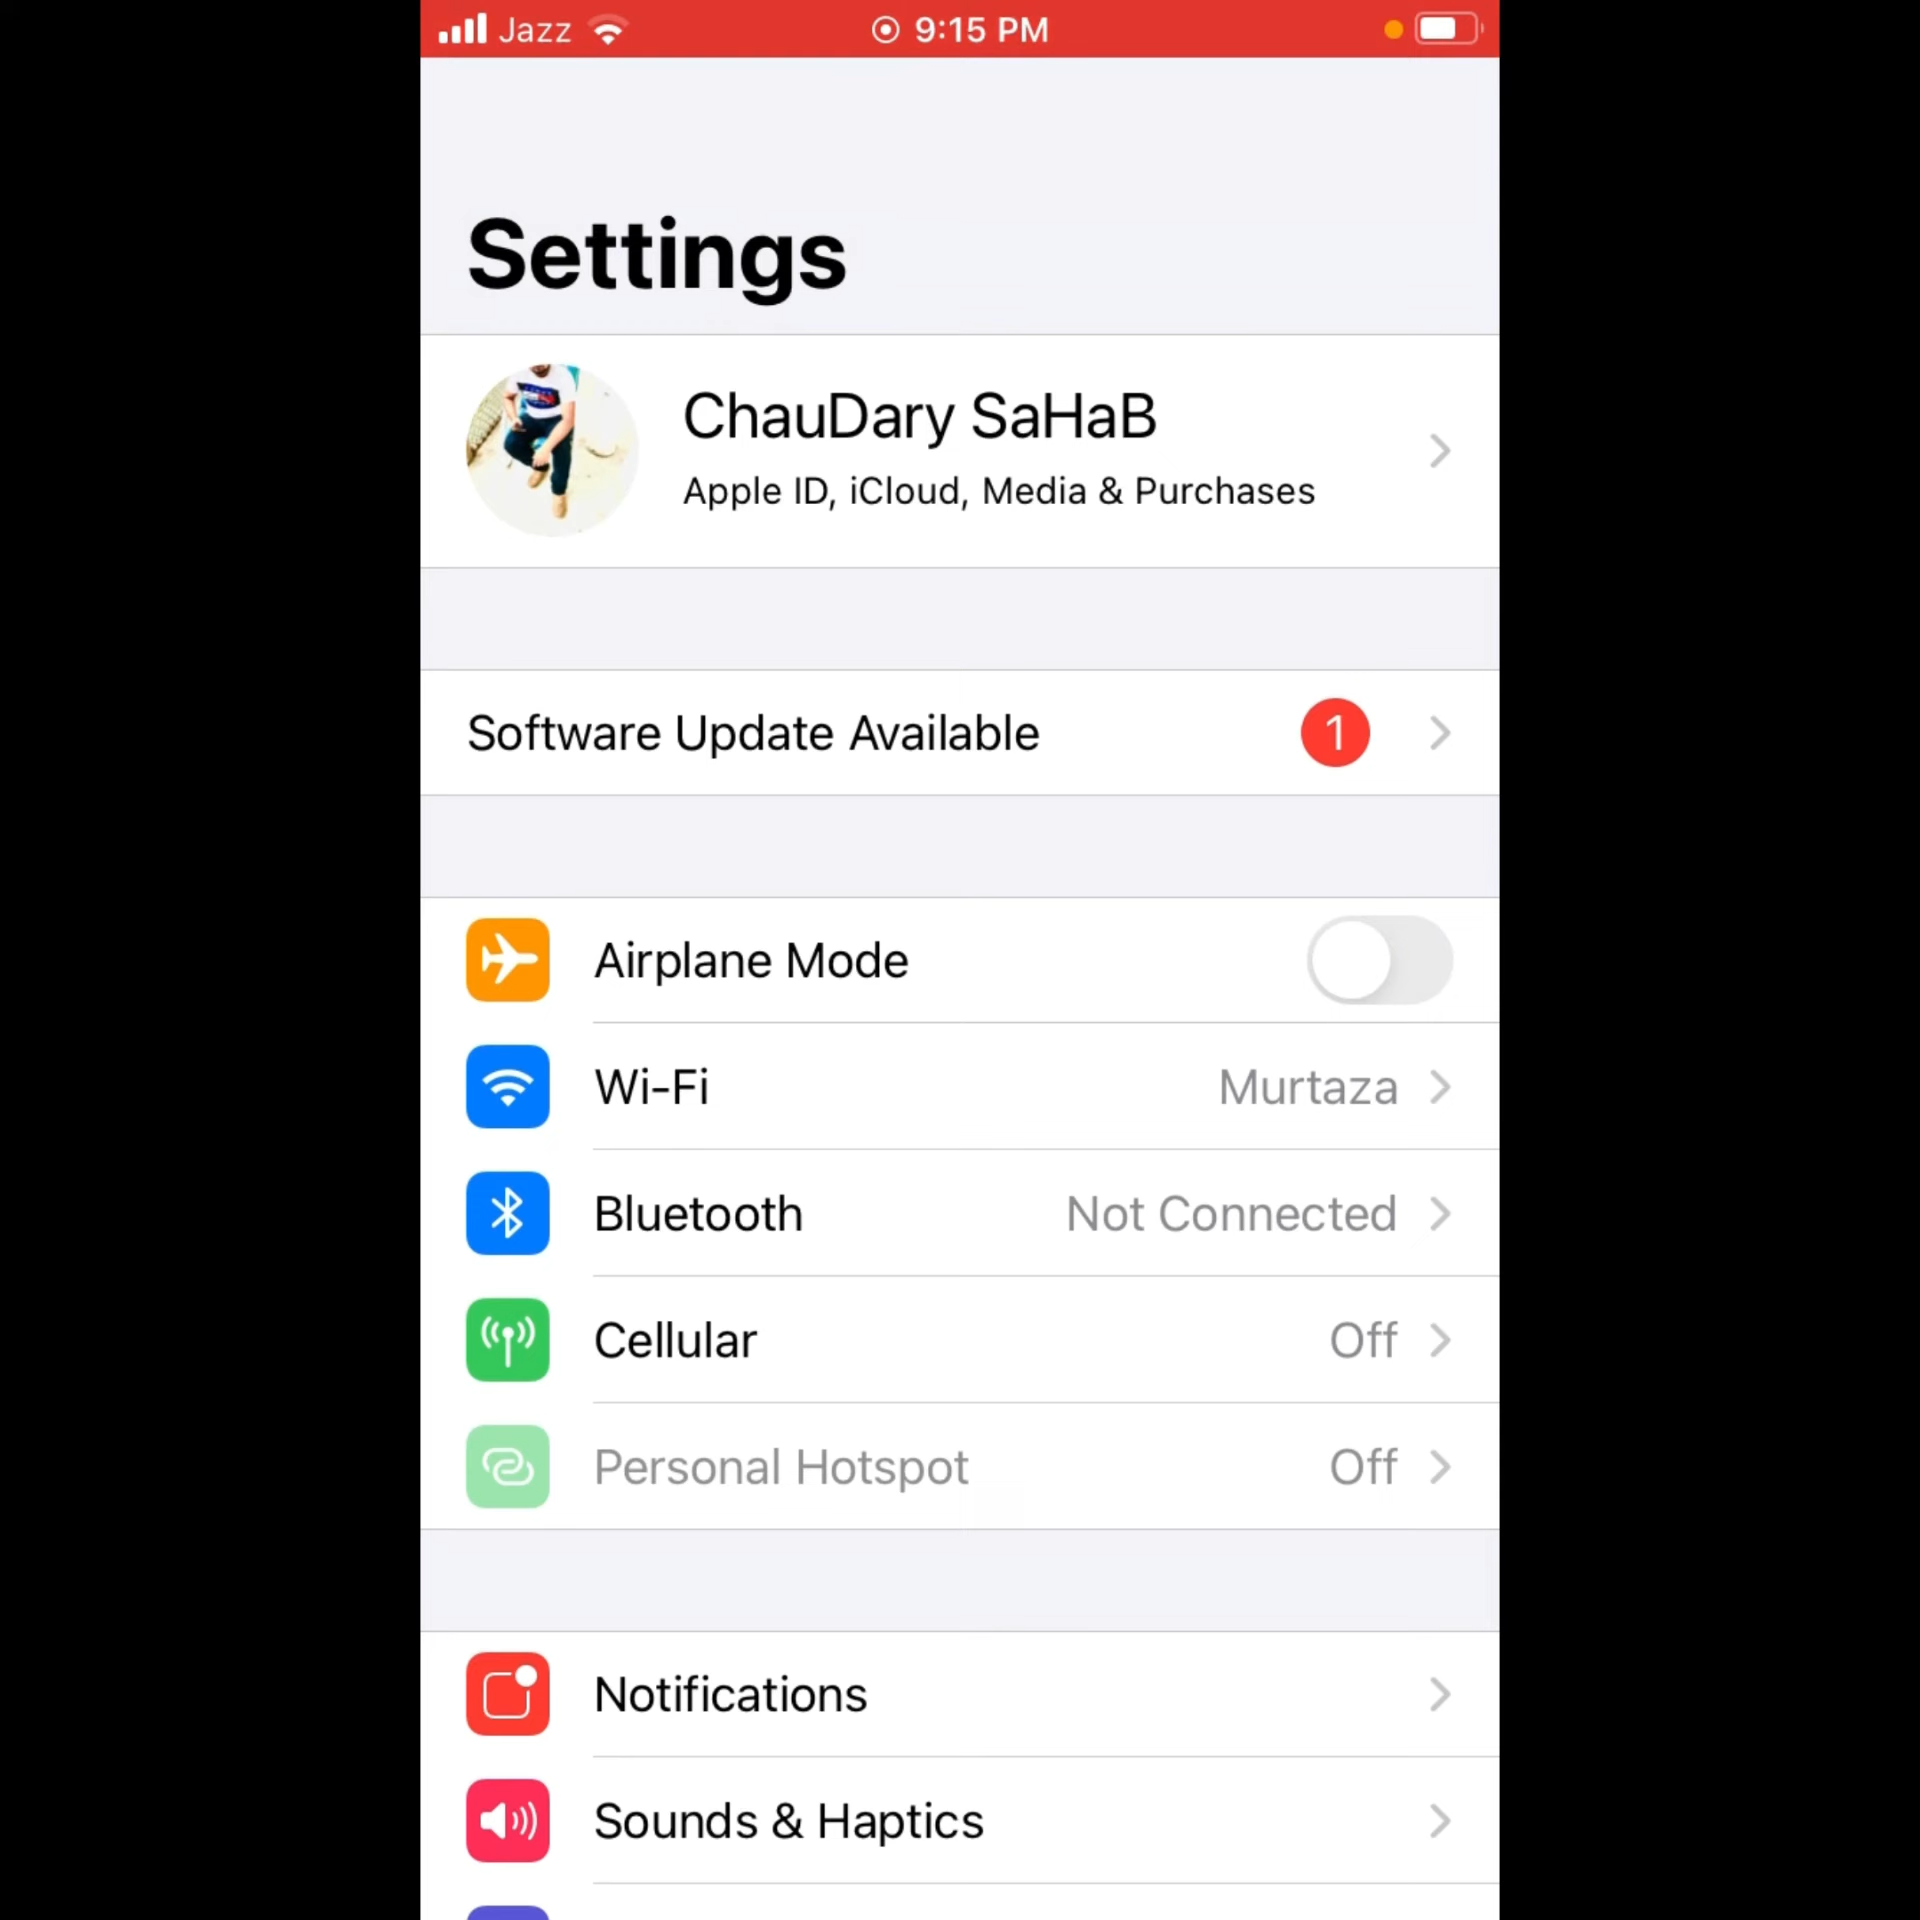 Jazz 9:15 PM
Settings
ChauDary SaHaB
Apple ID, iCloud, Media & Purchases
Software Update Available 1
Airplane Mode
Wi-Fi Murtaza
Bluetooth Not Connected
Cellular Off
Personal Hotspot Off
Notifications
Sounds & Haptics